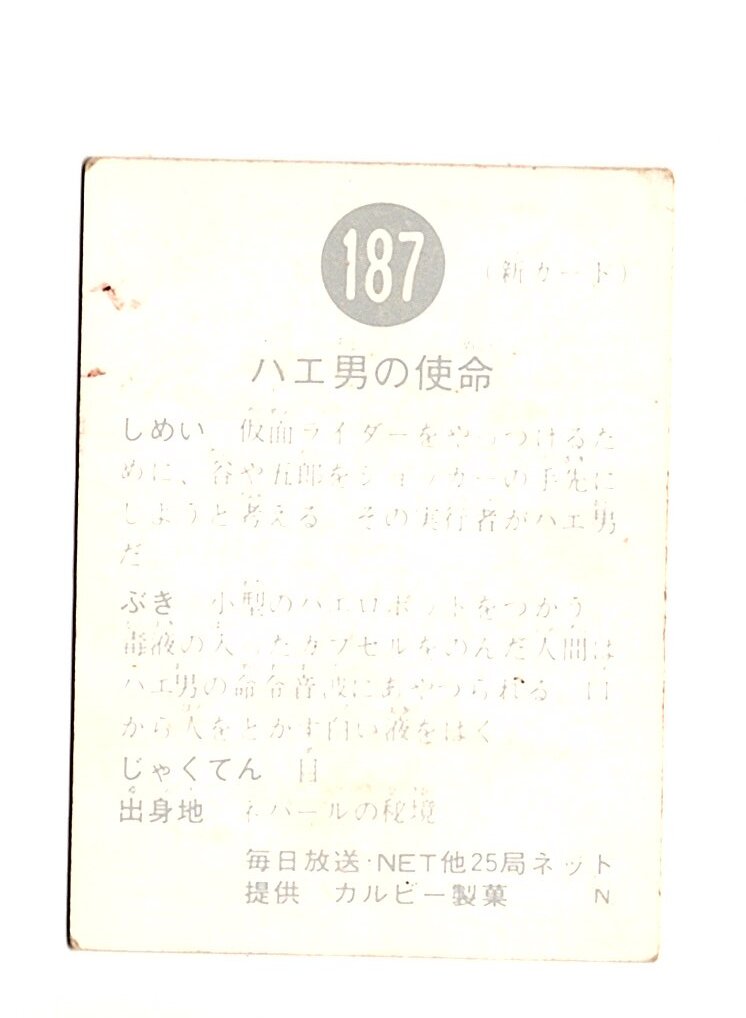 187
(新カード)
ハエ男の使命
しめい 仮面ライダーをやっつけるた
めに、谷や五郎をショッカーの手先に
しようと考える その実行者がハエ男
だ
ぶき 小型のハエロボットをつかう
毒液の入ったカプセルをのんだ人間は
ハエ男の命令音波にあやつられる 口
から人をとかす白い液をはく
じゃくてん 目
出身地 ネパールの秘境
毎日放送・NET他25局ネット
提供 カルビー製菓 N